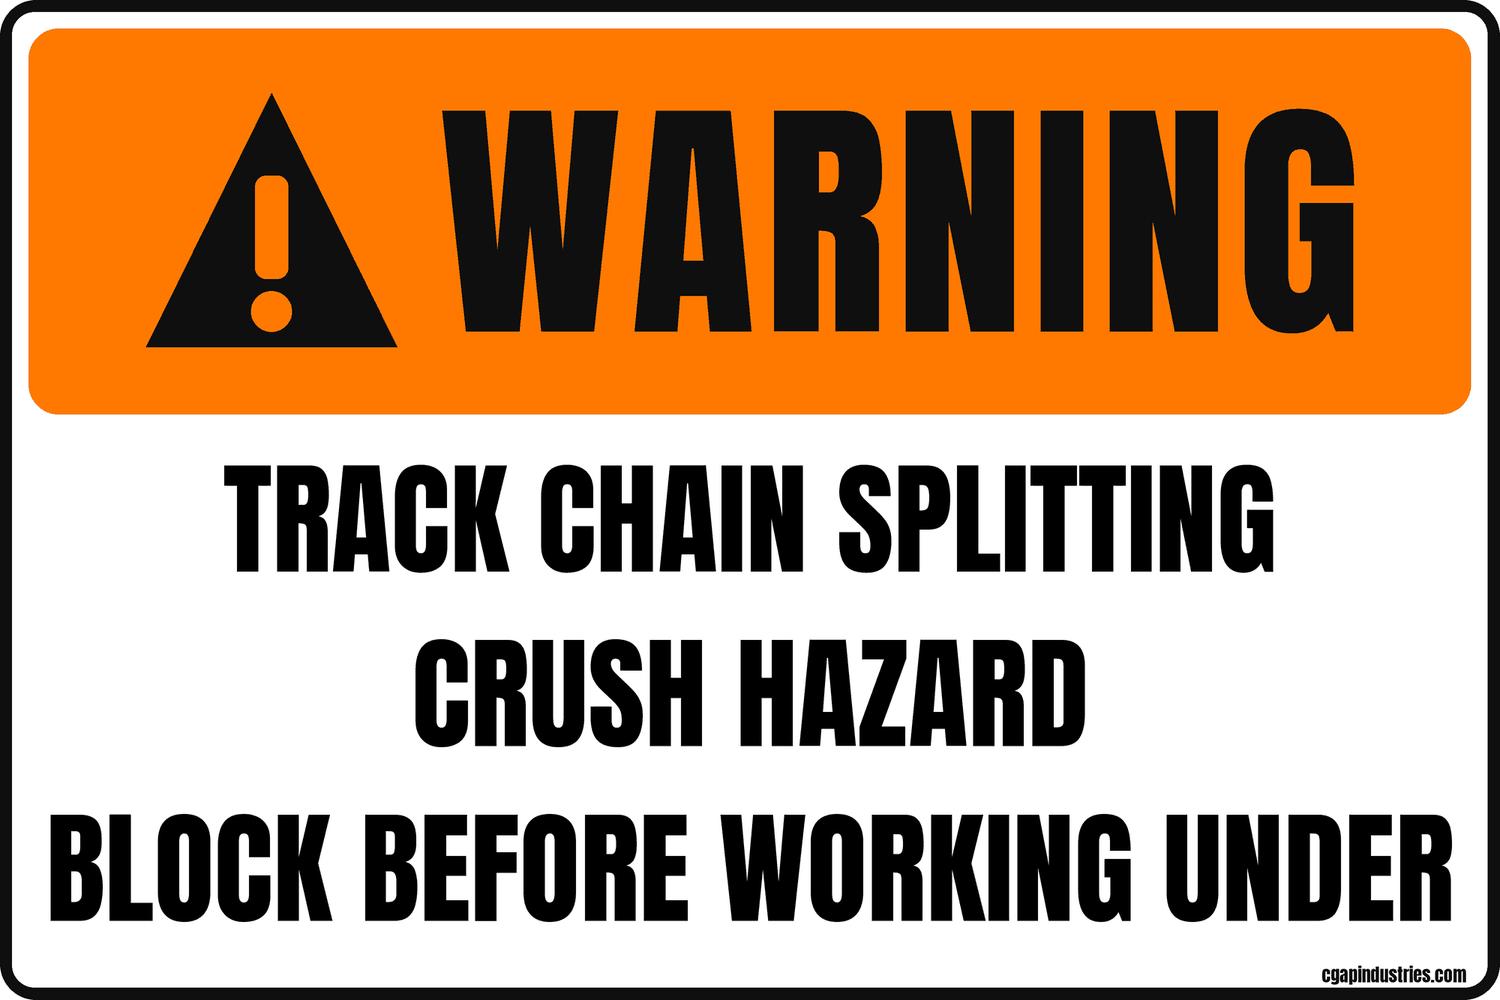 WARNING
TRACK CHAIN SPLITTING
CRUSH HAZARD
BLOCK BEFORE WORKING UNDER
cgapindustries.com